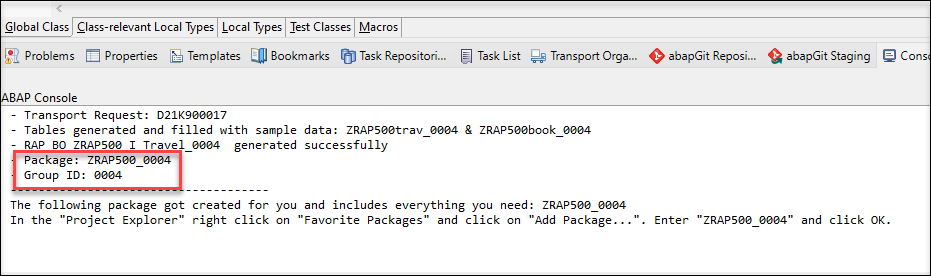 Global Class Class-relevant Local Types Local Types Test Classes Macros
Problems Properties Templates Bookmarks Task Repositori... Task List Transport Orga... abapGit Reposi... abapGit Staging Conso
ABAP Console
- Transport Request: D21K900017
- Tables generated and filled with sample data: ZRAP500trav_0004 & ZRAP500book_0004
- RAP BO ZRAP500_I_Travel_0004 generated successfully
- Package: ZRAP500_0004
- Group ID: 0004
------------------------------------
The following package got created for you and includes everything you need: ZRAP500_0004
In the "Project Explorer" right click on "Favorite Packages" and click on "Add Package...". Enter "ZRAP500_0004" and click OK.